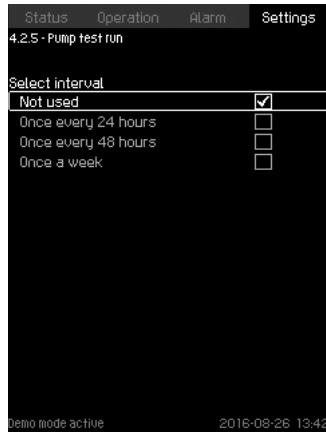 Status Operation Alarm Settings
4.2.5 - Pump test run
Select interval
Not used
Once every 24 hours
Once every 48 hours
Once a week
Demo mode active 2016-08-26 13:42